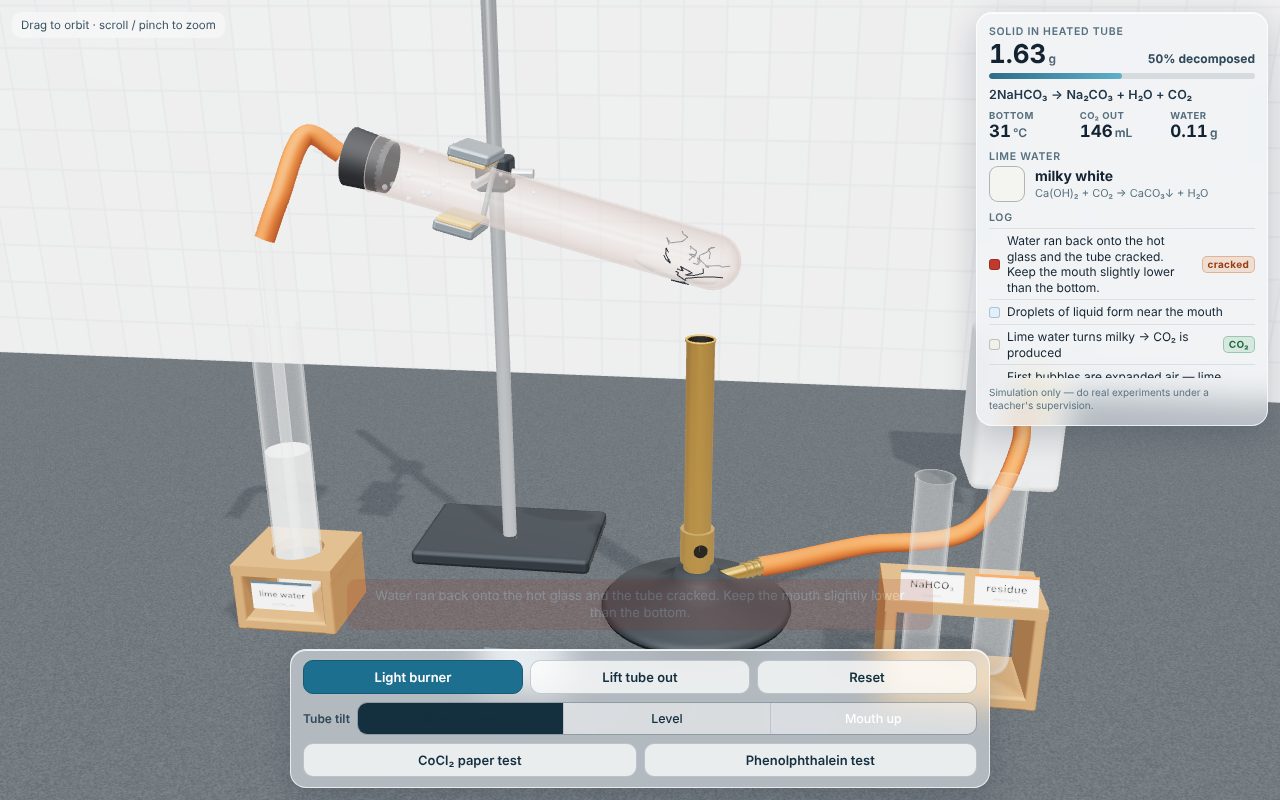 Drag to orbit · scroll / pinch to zoom
SOLID IN HEATED TUBE
1.63 g
50% decomposed
2NaHCO₃ → Na₂CO₃ + H₂O + CO₂
BOTTOM
31 °C
CO₂ OUT
146 mL
WATER
0.11 g
LIME WATER
milky white
Ca(OH)₂ + CO₂ → CaCO₃↓ + H₂O
LOG
Water ran back onto the hot
glass and the tube cracked.
Keep the mouth slightly lower
than the bottom.
cracked
Droplets of liquid form near the mouth
Lime water turns milky → CO₂ is
produced
CO₂
First bubbles are expanded air — lime
Simulation only — do real experiments under a
teacher's supervision.
lime water
NaHCO₃
residue
Water ran back onto the hot glass and the tube cracked. Keep the mouth slightly lower
than the bottom.
Light burner
Lift tube out
Reset
Tube tilt
Level
Mouth up
CoCl₂ paper test
Phenolphthalein test